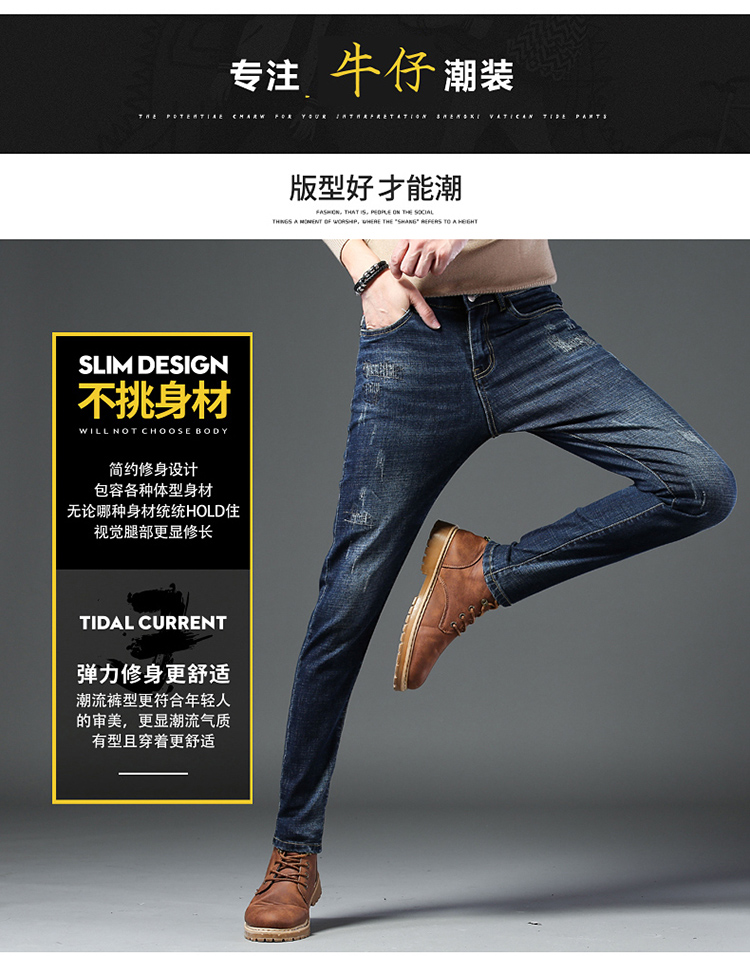 专注 牛仔 潮装
THE POTENTIAE CHARW FOR YOUR INTHRFRETATION SHENGKI VATICAN TIDE PANTS
版型好才能潮
FASHION, THAT IS, PEOPLE ON THE SOCIAL
THINGS A MOMENT OF WORSHIP, WHERE THE "SHANG" REFERS TO A HEIGHT
SLIM DESIGN
不挑身材
WILL NOT CHOOSE BODY
简约修身设计
包容各种体型身材
无论哪种身材统统HOLD住
视觉腿部更显修长
TIDAL CURRENT
弹力修身更舒适
潮流裤型更符合年轻人
的审美，更显潮流气质
有型且穿着更舒适